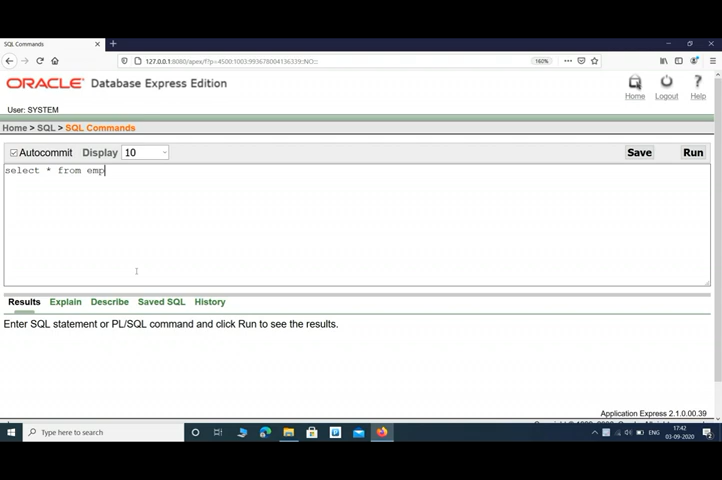 SQL Commands
127.0.0.1:8080/apex/f?p=4500:1003:993678004136339::NO:::
160%
ORACLE Database Express Edition
Home Logout Help
User: SYSTEM
Home > SQL > SQL Commands
Autocommit Display 10 Save Run
select * from emp
Results Explain Describe Saved SQL History
Enter SQL statement or PL/SQL command and click Run to see the results.
Application Express 2.1.0.00.39
Type here to search
ENG
17:42
03-09-2020